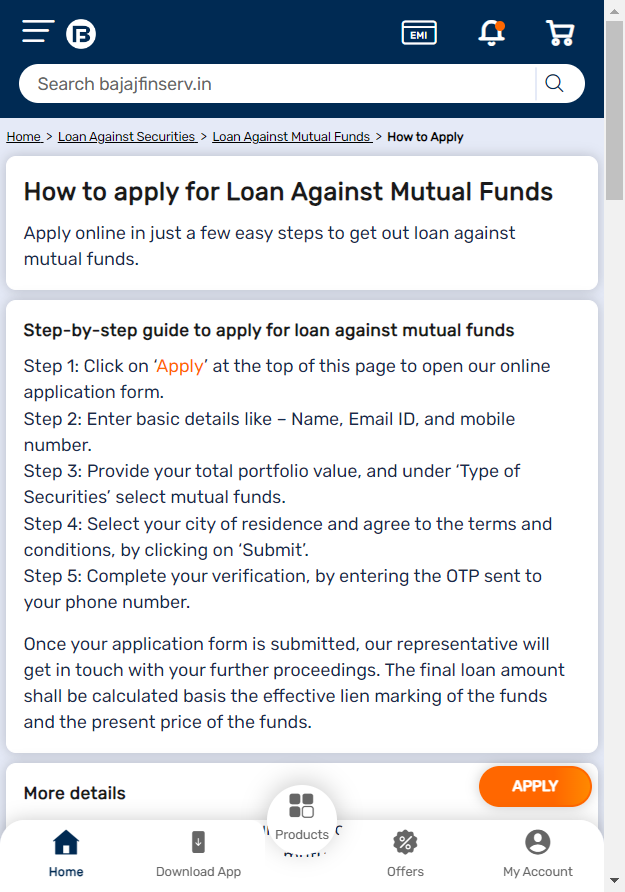 EMI
Search bajajfinserv.in
Home > Loan Against Securities > Loan Against Mutual Funds > How to Apply
How to apply for Loan Against Mutual Funds
Apply online in just a few easy steps to get out loan against
mutual funds.
Step-by-step guide to apply for loan against mutual funds
Step 1: Click on ‘Apply’ at the top of this page to open our online
application form.
Step 2: Enter basic details like – Name, Email ID, and mobile
number.
Step 3: Provide your total portfolio value, and under ‘Type of
Securities’ select mutual funds.
Step 4: Select your city of residence and agree to the terms and
conditions, by clicking on ‘Submit’.
Step 5: Complete your verification, by entering the OTP sent to
your phone number.
Once your application form is submitted, our representative will
get in touch with your further proceedings. The final loan amount
shall be calculated basis the effective lien marking of the funds
and the present price of the funds.
APPLY
More details
Products
Home
Download App
Offers
My Account